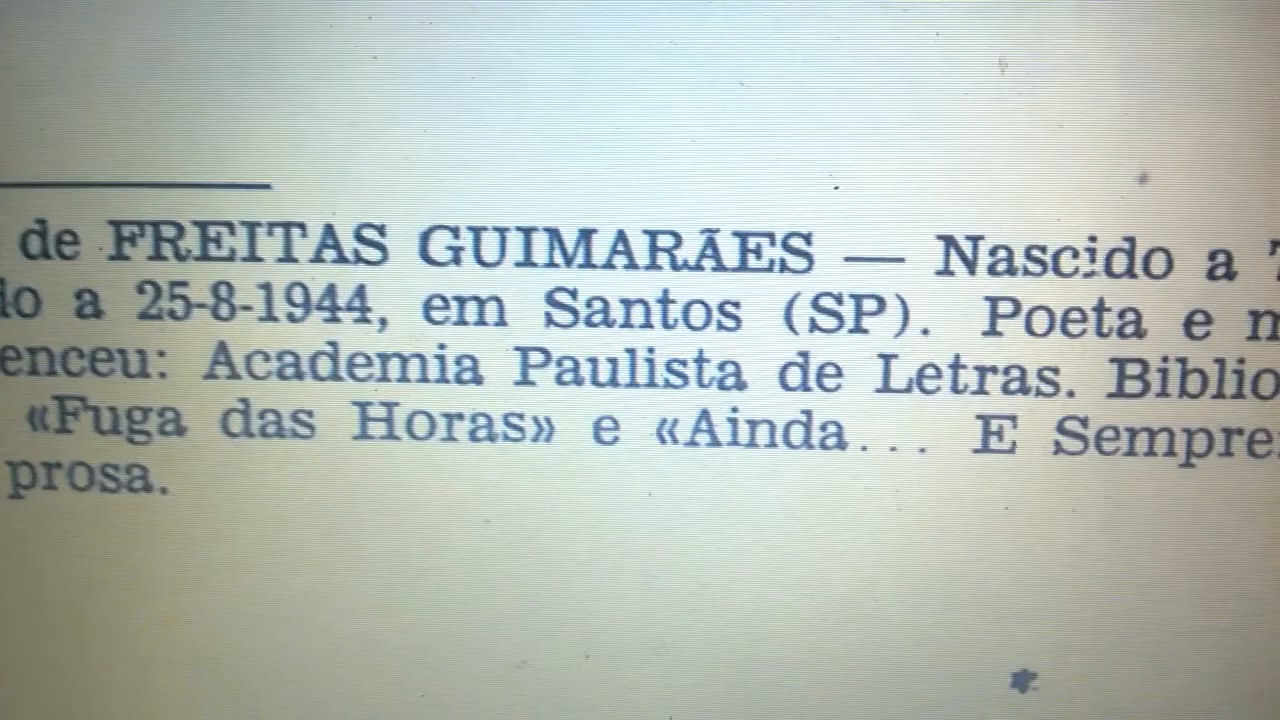 de FREITAS GUIMARÃES — Nascido a
a 25-8-1944, em Santos (SP). Poeta e
enceu: Academia Paulista de Letras. Biblio
«Fuga das Horas» e «Ainda... E Sempre
prosa.